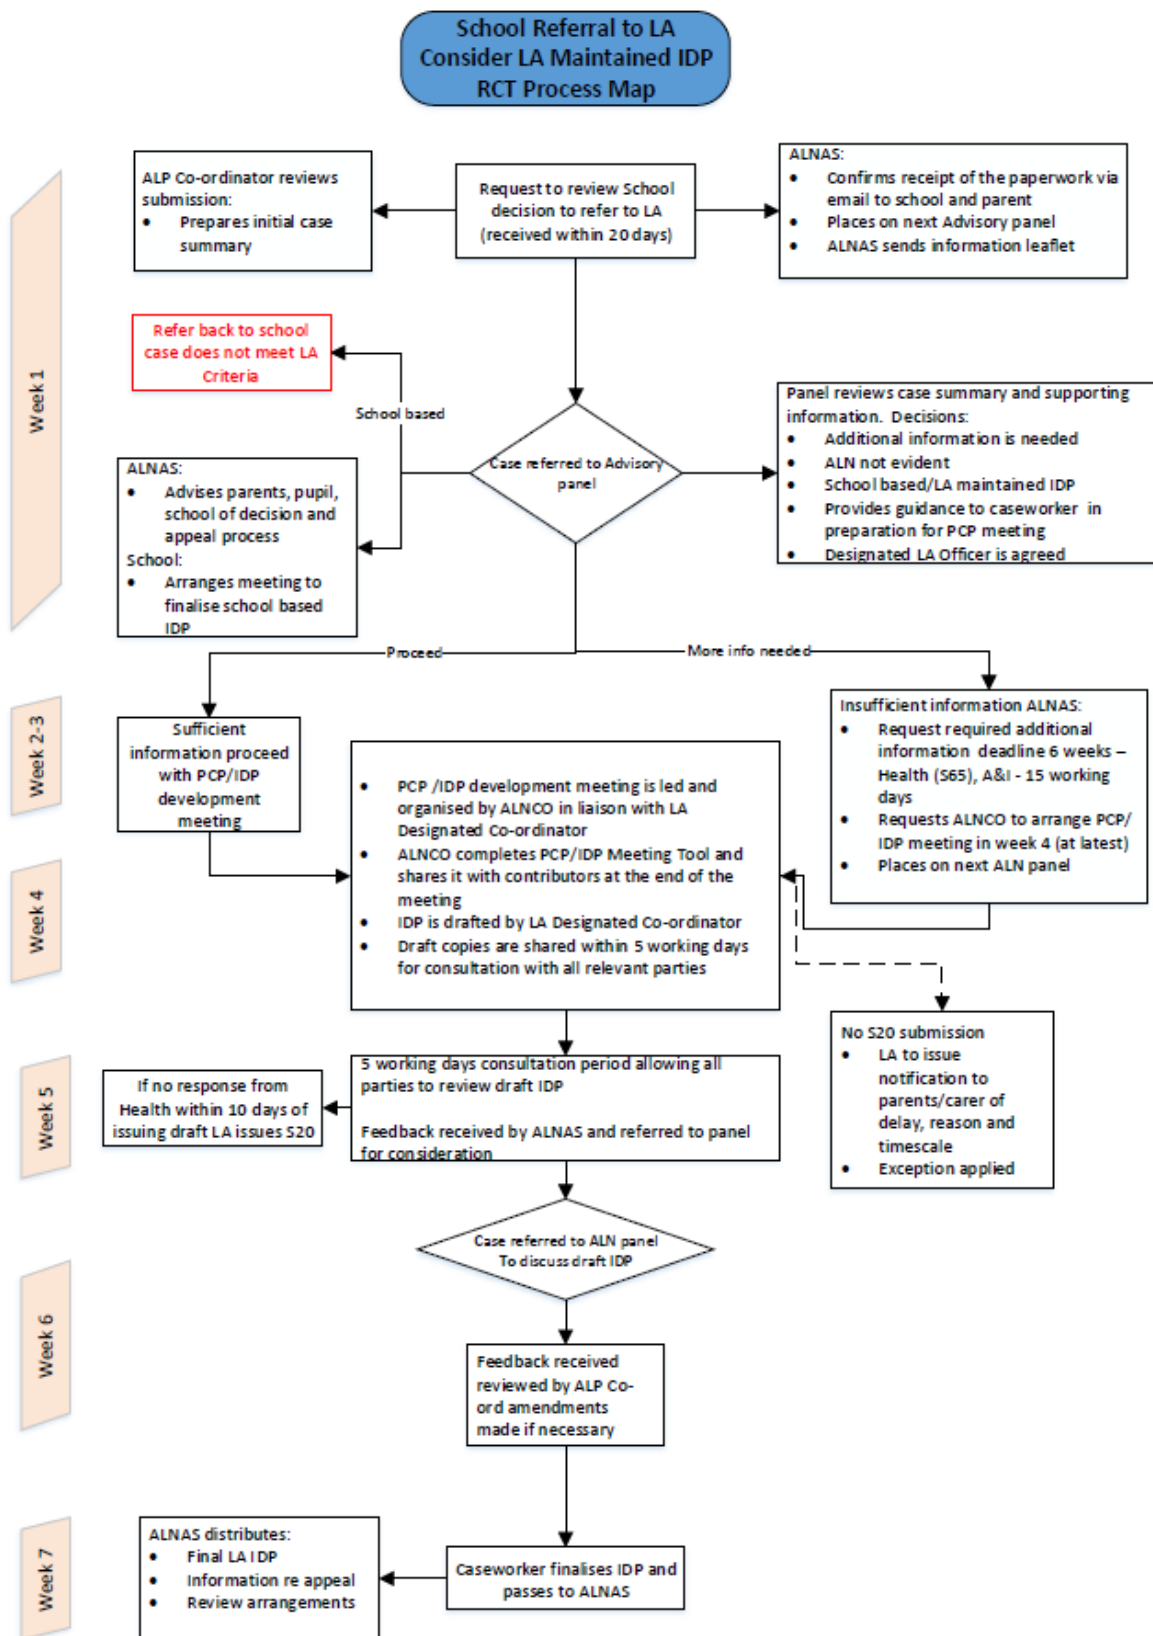 School Referral to LA
Consider LA Maintained IDP
RCT Process Map
ALP Co-ordinator reviews
submission:
• Prepares initial case
summary
Request to review School
decision to refer to LA
(received within 20 days)
ALNAS:
• Confirms receipt of the paperwork via
email to school and parent
• Places on next Advisory panel
• ALNAS sends information leaflet
Week 1
Refer back to school
case does not meet LA
Criteria
School based
Case referred to Advisory
panel
Panel reviews case summary and supporting
information. Decisions:
• Additional information is needed
• ALN not evident
• School based/LA maintained IDP
• Provides guidance to caseworker in
preparation for PCP meeting
• Designated LA Officer is agreed
ALNAS:
• Advises parents, pupil,
school of decision and
appeal process
School:
• Arranges meeting to
finalise school based
IDP
Proceed
More info needed
Week 2-3
Sufficient
information proceed
with PCP/IDP
development
meeting
Insufficient information ALNAS:
• Request required additional
information deadline 6 weeks –
Health (S65), A&I - 15 working
days
• Requests ALNCO to arrange PCP/
IDP meeting in week 4 (at latest)
• Places on next ALN panel
Week 4
• PCP /IDP development meeting is led and
organised by ALNCO in liaison with LA
Designated Co-ordinator
• ALNCO completes PCP/IDP Meeting Tool and
shares it with contributors at the end of the
meeting
• IDP is drafted by LA Designated Co-ordinator
• Draft copies are shared within 5 working days
for consultation with all relevant parties
No S20 submission
• LA to issue
notification to
parents/carer of
delay, reason and
timescale
• Exception applied
Week 5
If no response from
Health within 10 days of
issuing draft LA issues S20
5 working days consultation period allowing all
parties to review draft IDP
Feedback received by ALNAS and referred to panel
for consideration
Case referred to ALN panel
To discuss draft IDP
Week 6
Feedback received
reviewed by ALP Co-
ord amendments
made if necessary
Week 7
ALNAS distributes:
• Final LA IDP
• Information re appeal
• Review arrangements
Caseworker finalises IDP and
passes to ALNAS